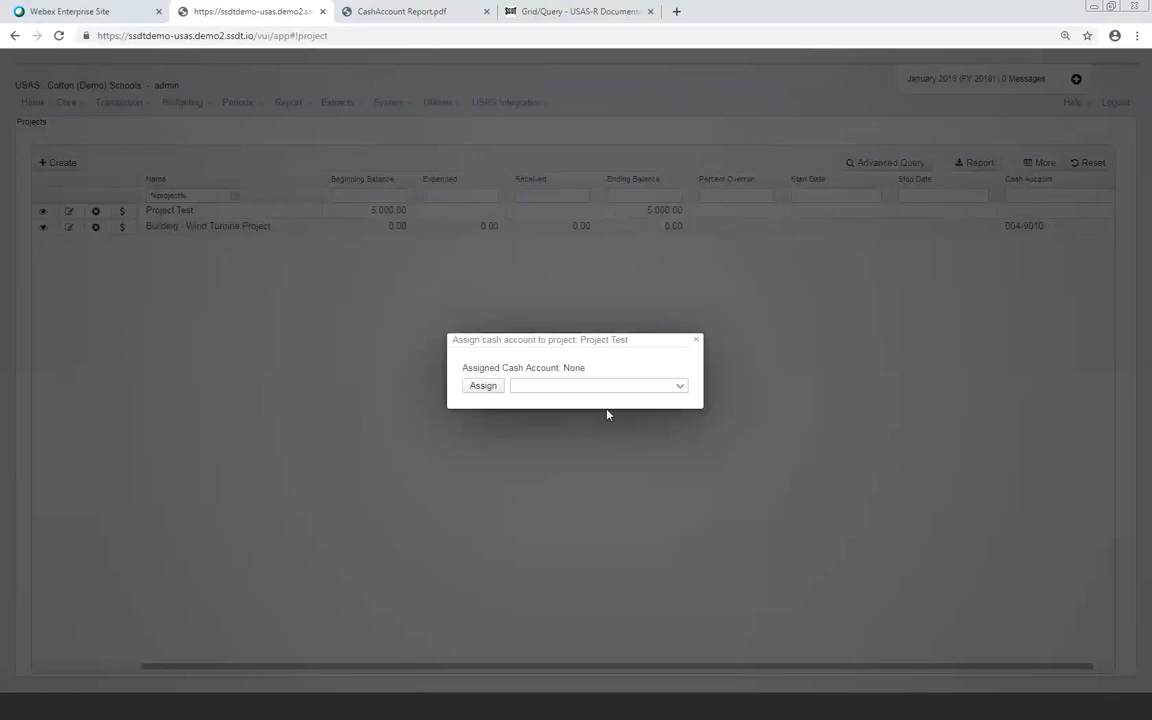 Webex Enterprise Site
https://ssdtdemo-usas.demo2.ss
CashAccount Report.pdf
Grid/Query - USAS-R Documenta
https://ssdtdemo-usas.demo2.ssdt.io/vui/app#!project
USAS Cotton (Demo) Schools - admin
January 2018 (FY 2018) | 0 Messages
Home Core Transaction Budgeting Periodic Report Extracts System Utilities USPS Integration Help Logout
Projects
Create Advanced Query Report More Reset
Name Beginning Balance Expended Received Ending Balance Percent Overrun Start Date Stop Date Cash Account
%project%
$ Project Test 5,000.00 5,000.00
$ Building - Wind Turbine Project 0.00 0.00 0.00 0.00 004-9010
Assign cash account to project: Project Test
Assigned Cash Account: None
Assign